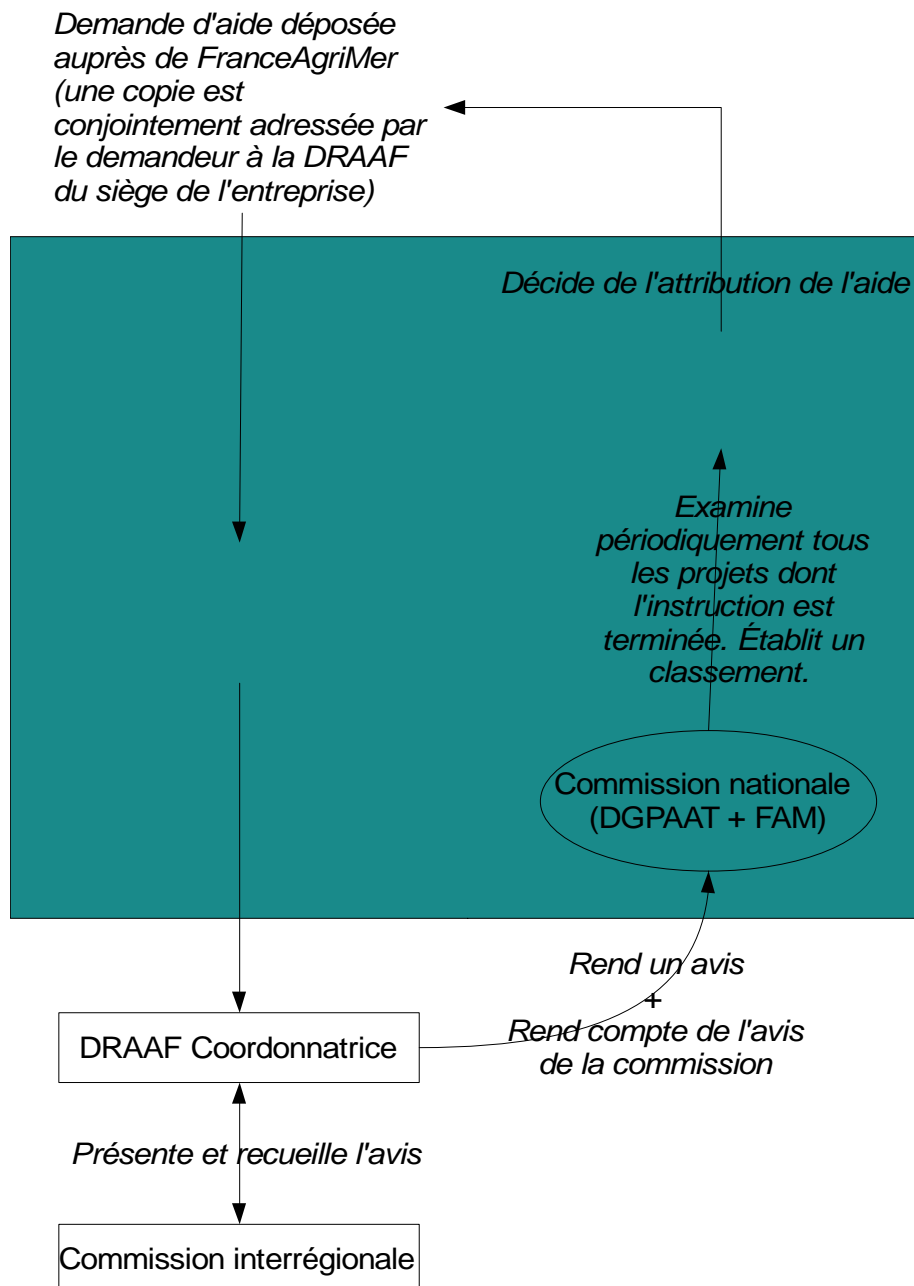 Demande d'aide déposée
auprès de FranceAgriMer
(une copie est
conjointement adressée par
le demandeur à la DRAAF
du siège de l'entreprise)
Décide de l'attribution de l'aide
Examine
périodiquement tous
les projets dont
l'instruction est
terminée. Établit un
classement.
Commission nationale
(DGPAAT + FAM)
Rend un avis
+
Rend compte de l'avis
de la commission
DRAAF Coordonnatrice
Présente et recueille l'avis
Commission interrégionale